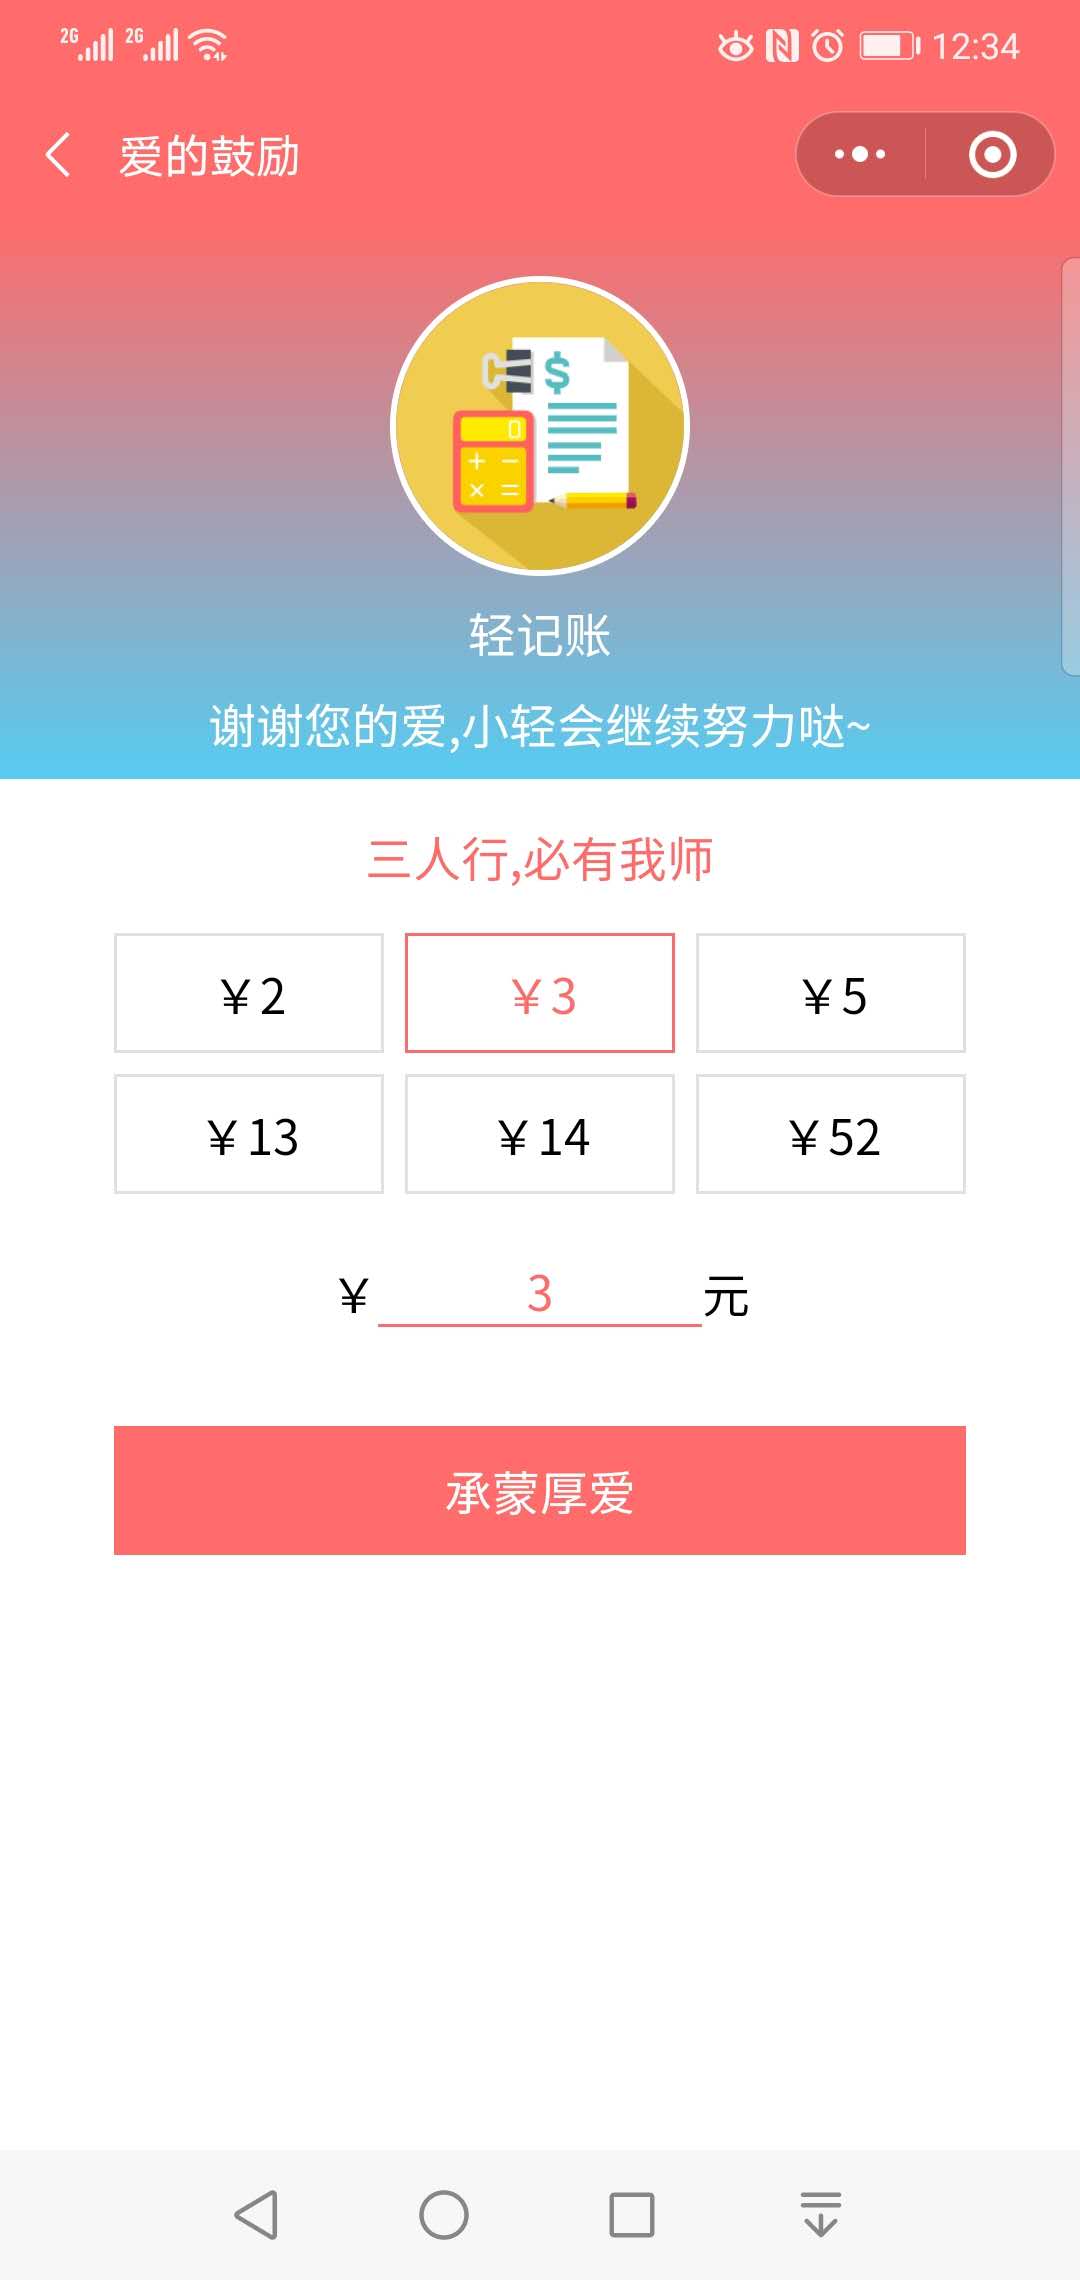 2G 2G 12:34
爱的鼓励
$
0
轻记账
谢谢您的爱,小轻会继续努力哒~
三人行,必有我师
￥2 ￥3 ￥5
￥13 ￥14 ￥52
￥ 3 元
承蒙厚爱